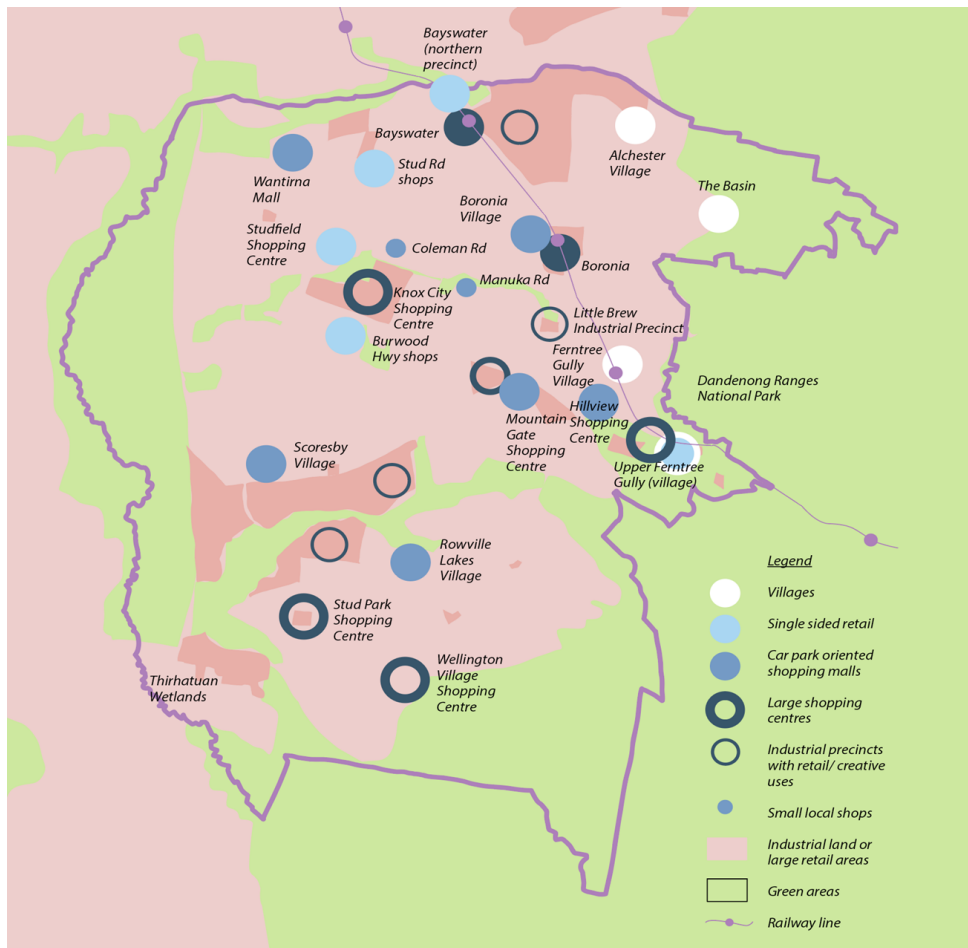 Bayswater
(northern
precinct)
Bayswater
Alchester
Village
Stud Rd
shops
Wantirna
Mall
The Basin
Boronia
Village
Studfield
Shopping
Centre
Coleman Rd
Boronia
Manuka Rd
Knox City
Shopping
Centre
Little Brew
Industrial Precinct
Burwood
Hwy shops
Ferntree
Gully
Village
Dandenong Ranges
National Park
Hillview
Shopping
Centre
Mountain
Gate
Shopping
Centre
Scoresby
Village
Upper Ferntree
Gully (village)
Rowville
Lakes
Village
Stud Park
Shopping
Centre
Wellington
Village
Shopping
Centre
Thirhatuan
Wetlands
Legend
Villages
Single sided retail
Car park oriented
shopping malls
Large shopping
centres
Industrial precincts
with retail/ creative
uses
Small local shops
Industrial land or
large retail areas
Green areas
Railway line